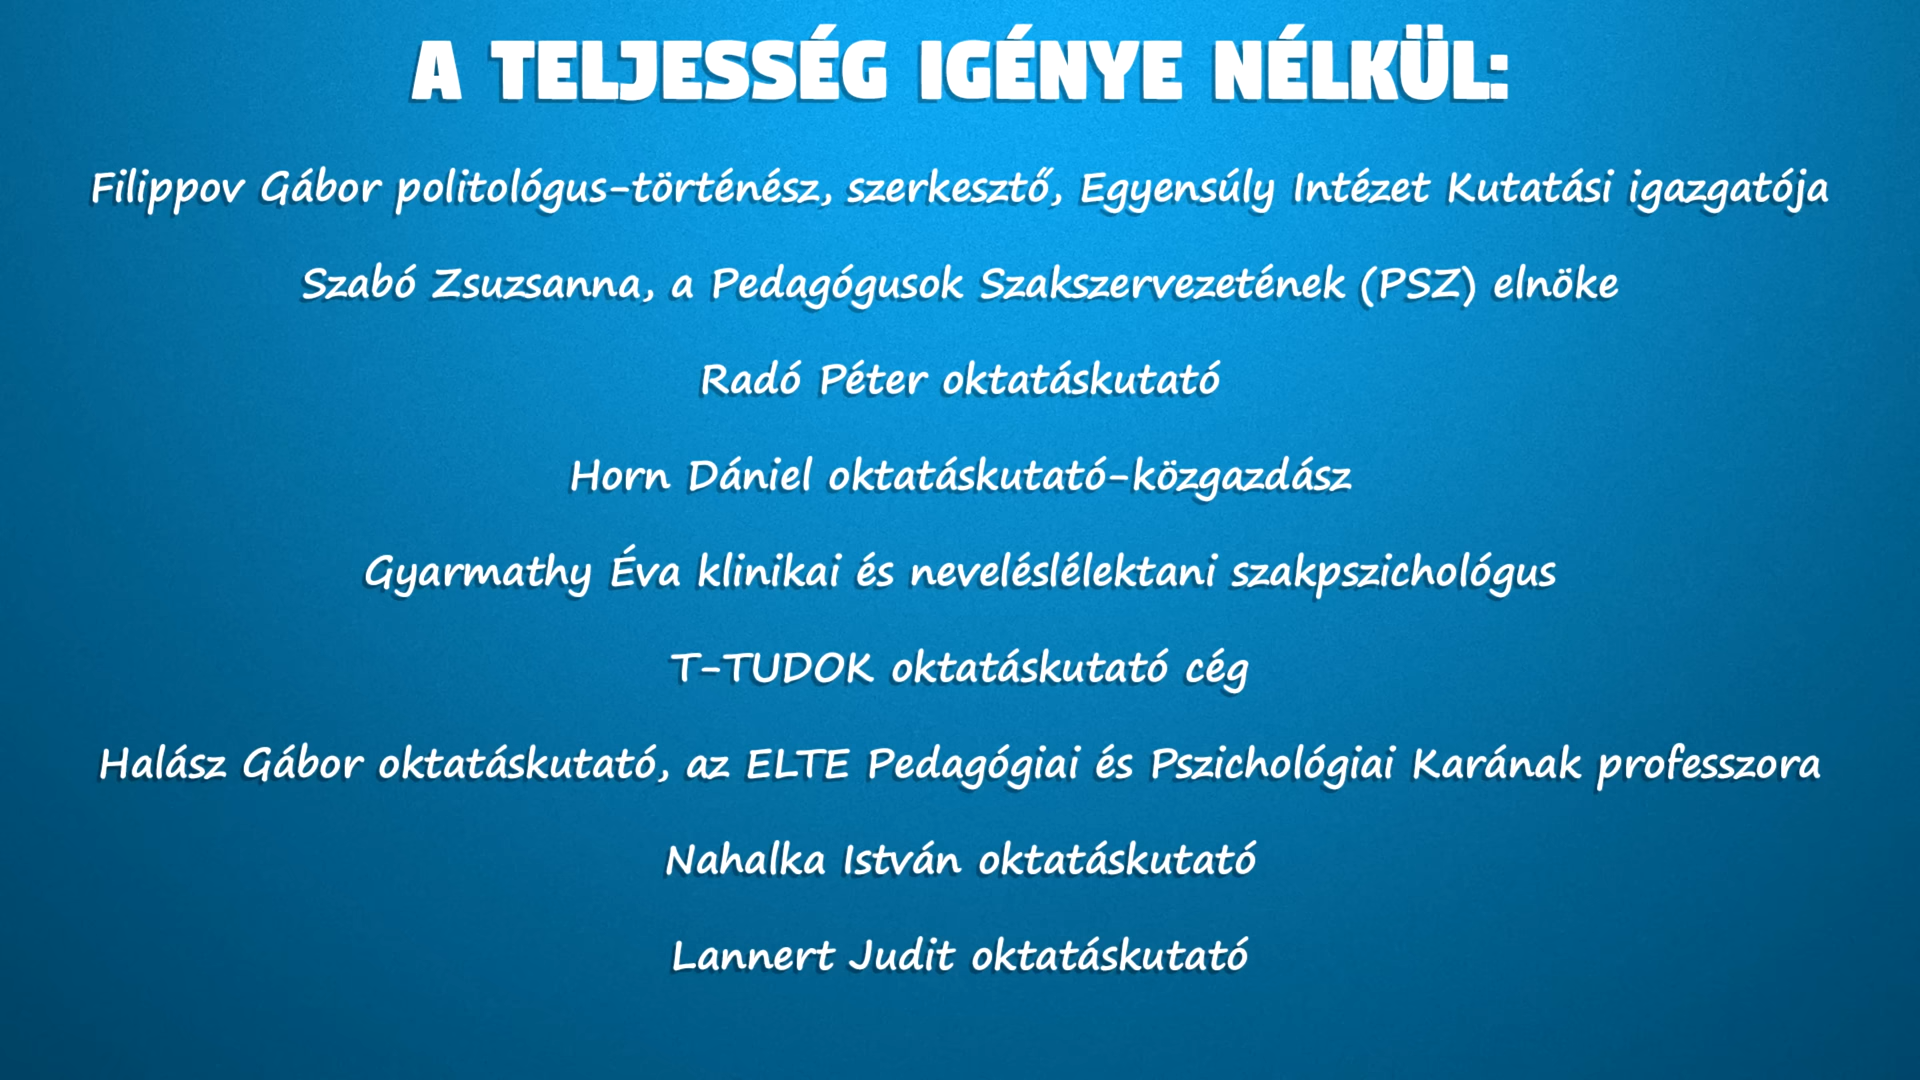 A TELJESSÉG IGÉNYE NÉLKÜL:
Filippov Gábor politológus-történész, szerkesztő, Egyensúly Intézet Kutatási igazgatója
Szabó Zsuzsanna, a Pedagógusok Szakszervezetének (PSZ) elnöke
Radó Péter oktatáskutató
Horn Dániel oktatáskutató-közgazdász
Gyarmathy Éva klinikai és neveléslélektani szakpszichológus
T-TUDOK oktatáskutató cég
Halász Gábor oktatáskutató, az ELTE Pedagógiai és Pszichológiai Karának professzora
Nahalka István oktatáskutató
Lannert Judit oktatáskutató